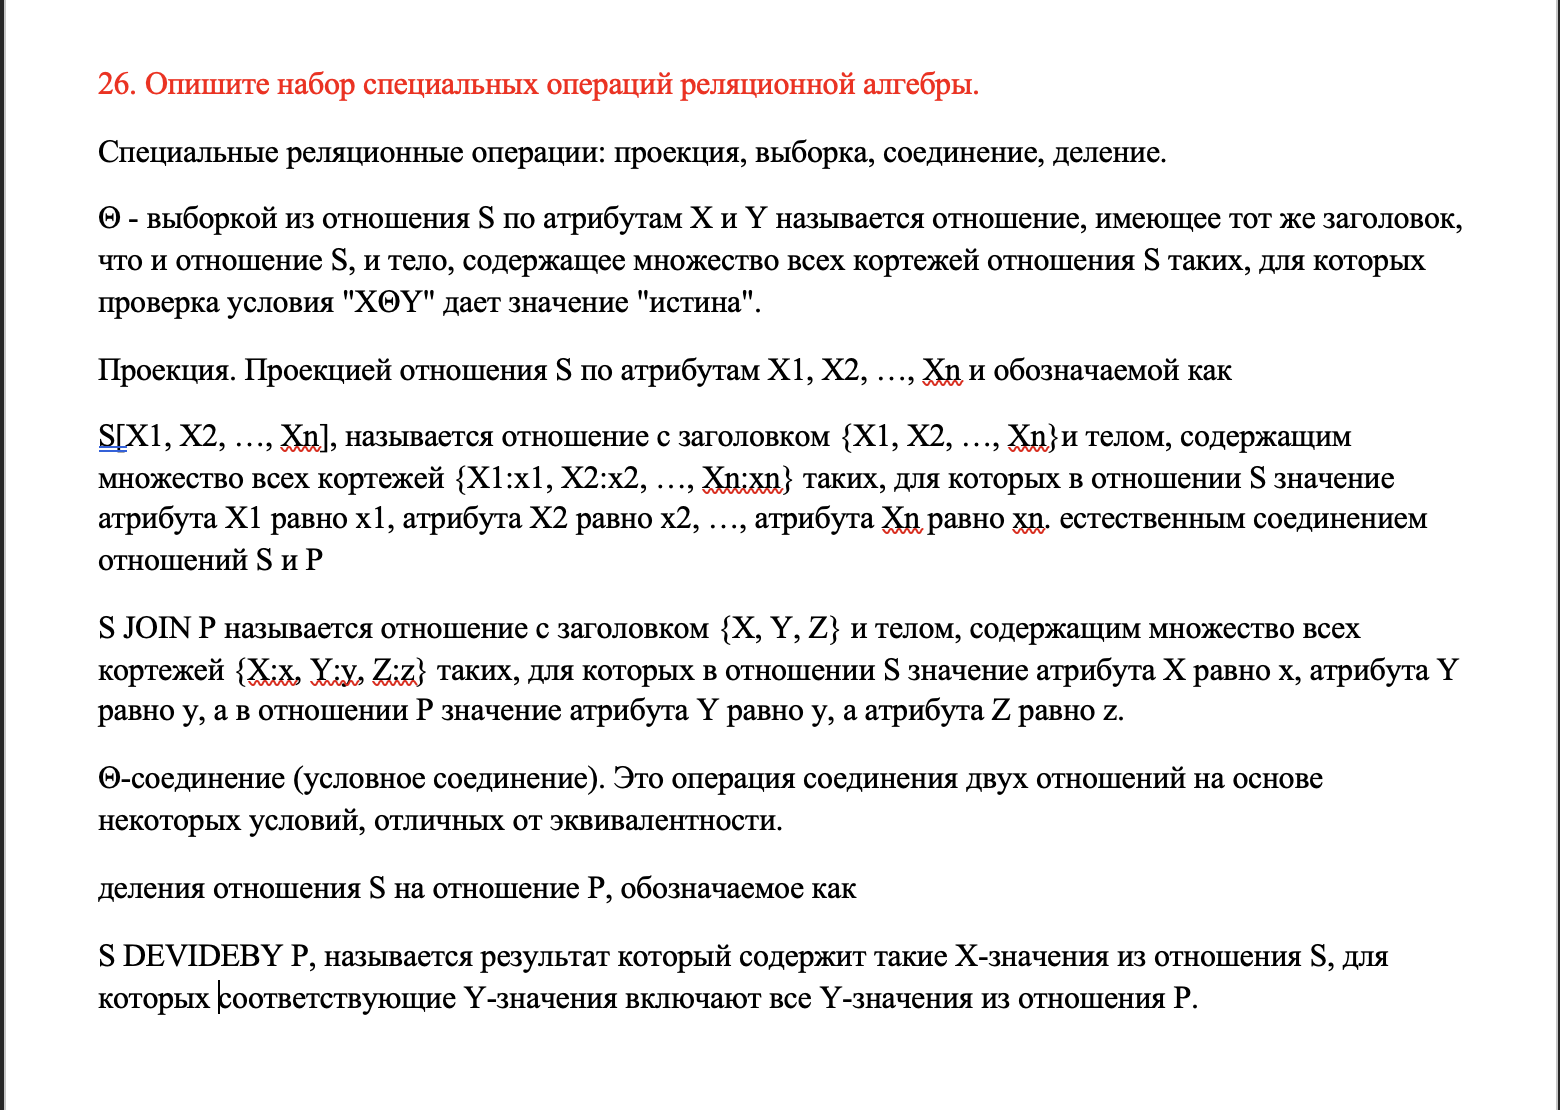 26. Опишите набор специальных операций реляционной алгебры.
Специальные реляционные операции: проекция, выборка, соединение, деление.
Θ - выборкой из отношения S по атрибутам X и Y называется отношение, имеющее тот же заголовок,
что и отношение S, и тело, содержащее множество всех кортежей отношения S таких, для которых
проверка условия "XΘY" дает значение "истина".
Проекция. Проекцией отношения S по атрибутам X1, X2, …, Xn и обозначаемой как
S[X1, X2, …, Xn], называется отношение с заголовком {X1, X2, …, Xn}и телом, содержащим
множество всех кортежей {X1:x1, X2:x2, …, Xn:xn} таких, для которых в отношении S значение
атрибута X1 равно x1, атрибута X2 равно x2, …, атрибута Xn равно xn. естественным соединением
отношений S и P
S JOIN P называется отношение с заголовком {X, Y, Z} и телом, содержащим множество всех
кортежей {X:x, Y:y, Z:z} таких, для которых в отношении S значение атрибута X равно x, атрибута Y
равно y, а в отношении P значение атрибута Y равно y, а атрибута Z равно z.
Θ-соединение (условное соединение). Это операция соединения двух отношений на основе
некоторых условий, отличных от эквивалентности.
деления отношения S на отношение P, обозначаемое как
S DEVIDEBY P, называется результат который содержит такие X-значения из отношения S, для
которых соответствующие Y-значения включают все Y-значения из отношения P.